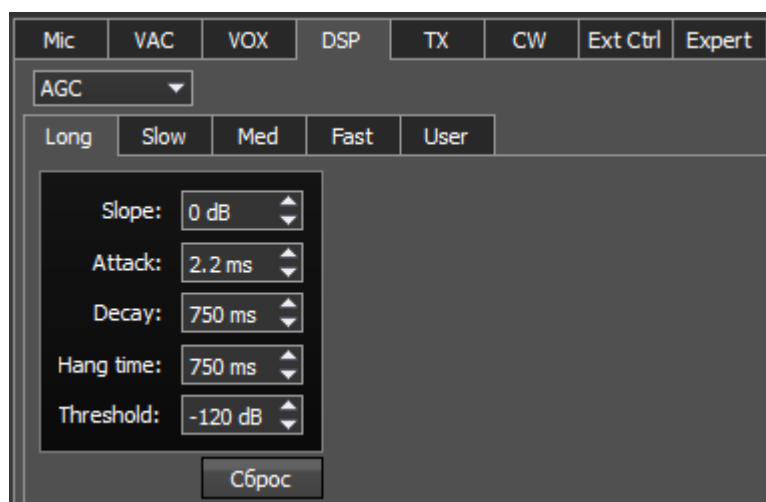 Mic VAC VOX DSP TX CW Ext Ctrl Expert
AGC
Long Slow Med Fast User
Slope: 0 dB
Attack: 2.2 ms
Decay: 750 ms
Hang time: 750 ms
Threshold: -120 dB
Сброс